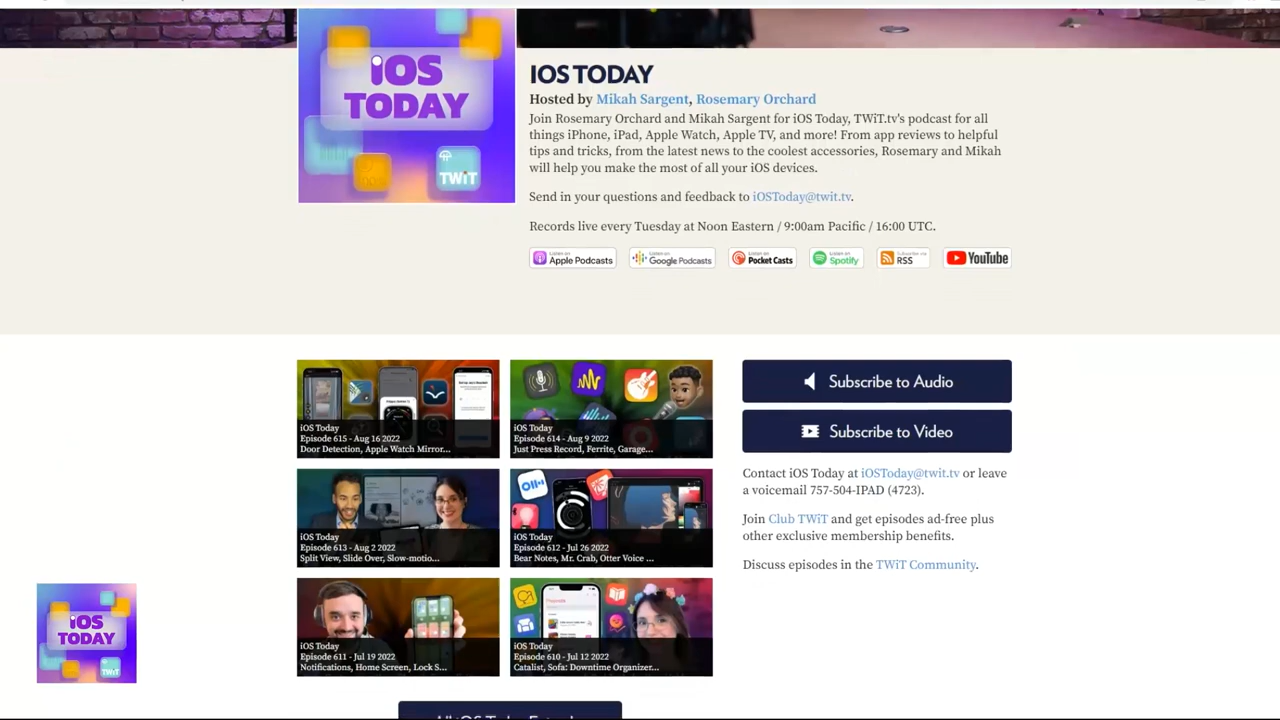 iOS
TODAY
TWiT
IOS TODAY
Hosted by Mikah Sargent, Rosemary Orchard
Join Rosemary Orchard and Mikah Sargent for iOS Today, TWiT.tv's podcast for all
things iPhone, iPad, Apple Watch, Apple TV, and more! From app reviews to helpful
tips and tricks, from the latest news to the coolest accessories, Rosemary and Mikah
will help you make the most of all your iOS devices.
Send in your questions and feedback to iOSToday@twit.tv.
Records live every Tuesday at Noon Eastern / 9:00am Pacific / 16:00 UTC.
Listen on
Apple Podcasts
Listen on
Google Podcasts
Listen on
Pocket Casts
Listen on
Spotify
Subscribe via
RSS
YouTube
iOS Today
Episode 615 - Aug 16 2022
Door Detection, Apple Watch Mirror...
iOS Today
Episode 614 - Aug 9 2022
Just Press Record, Ferrite, Garage...
iOS Today
Episode 613 - Aug 2 2022
Split View, Slide Over, Slow-motio...
iOS Today
Episode 612 - Jul 26 2022
Bear Notes, Mr. Crab, Otter Voice ...
iOS Today
Episode 611 - Jul 19 2022
Notifications, Home Screen, Lock S...
iOS Today
Episode 610 - Jul 12 2022
Catalist, Sofa: Downtime Organizer...
Subscribe to Audio
Subscribe to Video
Contact iOS Today at iOSToday@twit.tv or leave
a voicemail 757-504-IPAD (4723).
Join Club TWiT and get episodes ad-free plus
other exclusive membership benefits.
Discuss episodes in the TWiT Community.
iOS
TODAY
TWiT